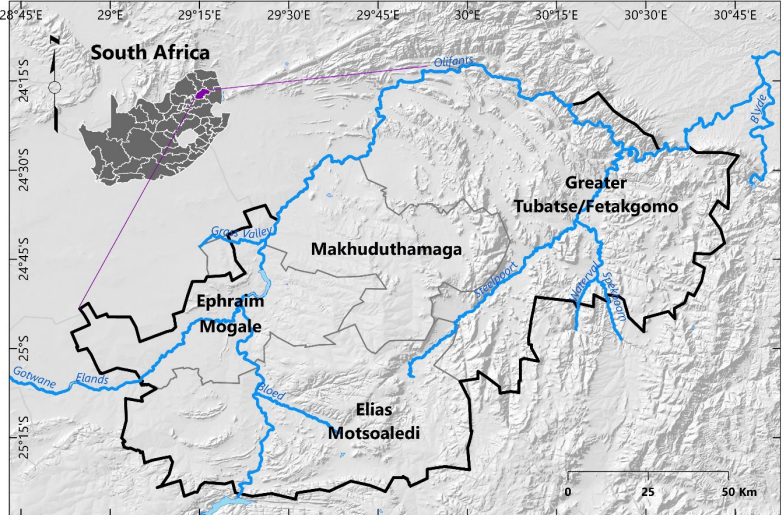 28°45'E 29°E 29°15'E 29°30'E 29°45'E 30°E 30°15'E 30°30'E 30°45'E
N
South Africa
Olifants
24°15'S
Blyde
24°30'S
Greater
Tubatse/Fetakgomo
Grass Valley
Makhuduthamaga
24°45'S
Steelpoort
Waterval
Spekboom
Ephraim
Mogale
25°S
Gotwane
Elands
Bloed
Elias
Motsoaledi
25°15'S
0 25 50 Km